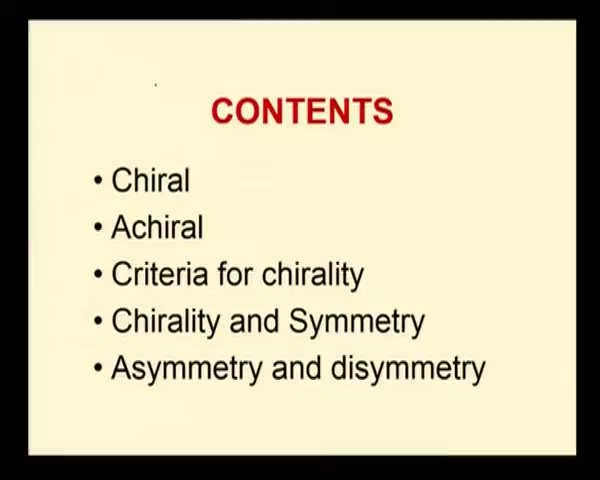 CONTENTS
• Chiral
• Achiral
• Criteria for chirality
• Chirality and Symmetry
• Asymmetry and disymmetry